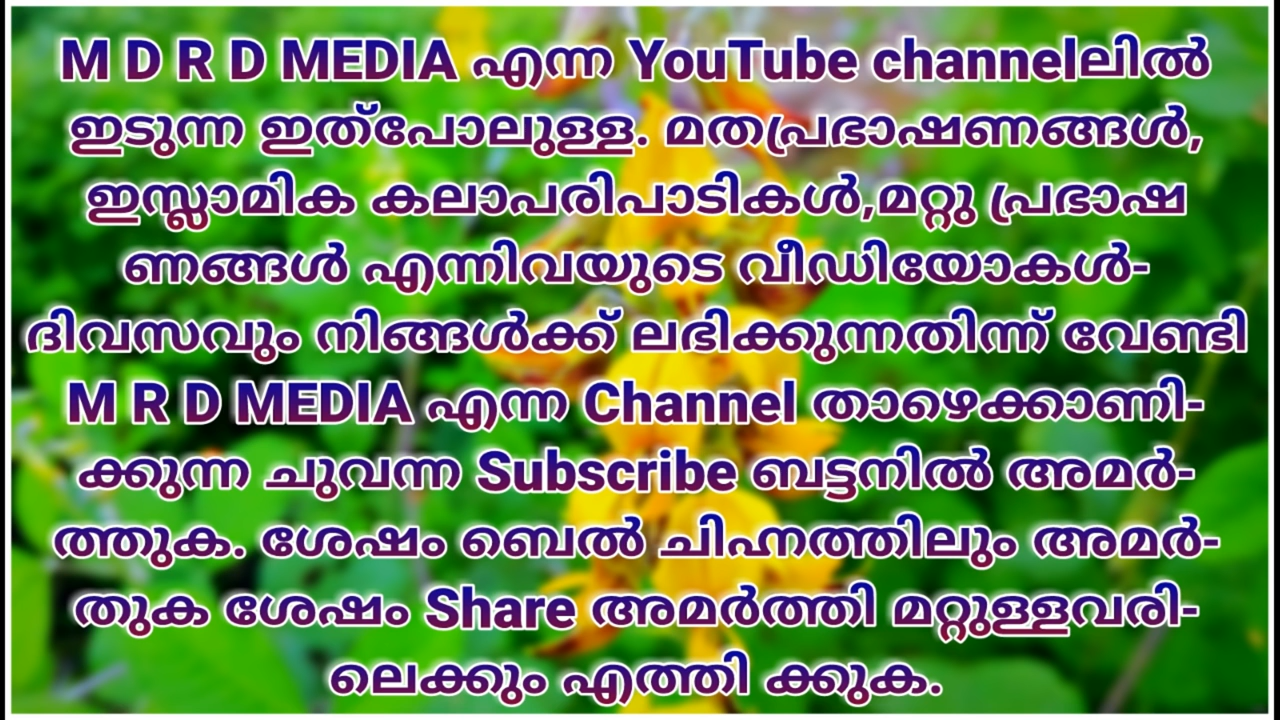 M D R D MEDIA എന്ന YouTube channelലിൽ
ഇടുന്ന ഇത്പോലുള്ള. മതപ്രഭാഷണങ്ങൾ,
ഇസ്ലാമിക കലാപരിപാടികൾ,മറ്റു പ്രഭാഷ
ണങ്ങൾ എന്നിവയുടെ വീഡിയോകൾ-
ദിവസവും നിങ്ങൾക്ക് ലഭിക്കുന്നതിന്ന് വേണ്ടി
M R D MEDIA എന്ന Channel താഴെക്കാണി-
ക്കുന്ന ചുവന്ന Subscribe ബട്ടനിൽ അമർ-
ത്തുക. ശേഷം ബെൽ ചിഹ്നത്തിലും അമർ-
തുക ശേഷം Share അമർത്തി മറ്റുള്ളവരി-
ലെക്കും എത്തി ക്കുക.